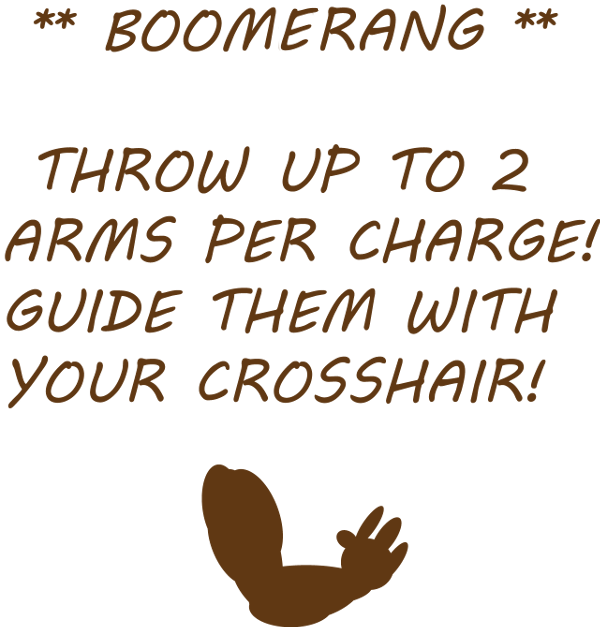 ** BOOMERANG **
THROW UP TO 2
ARMS PER CHARGE!
GUIDE THEM WITH
YOUR CROSSHAIR!